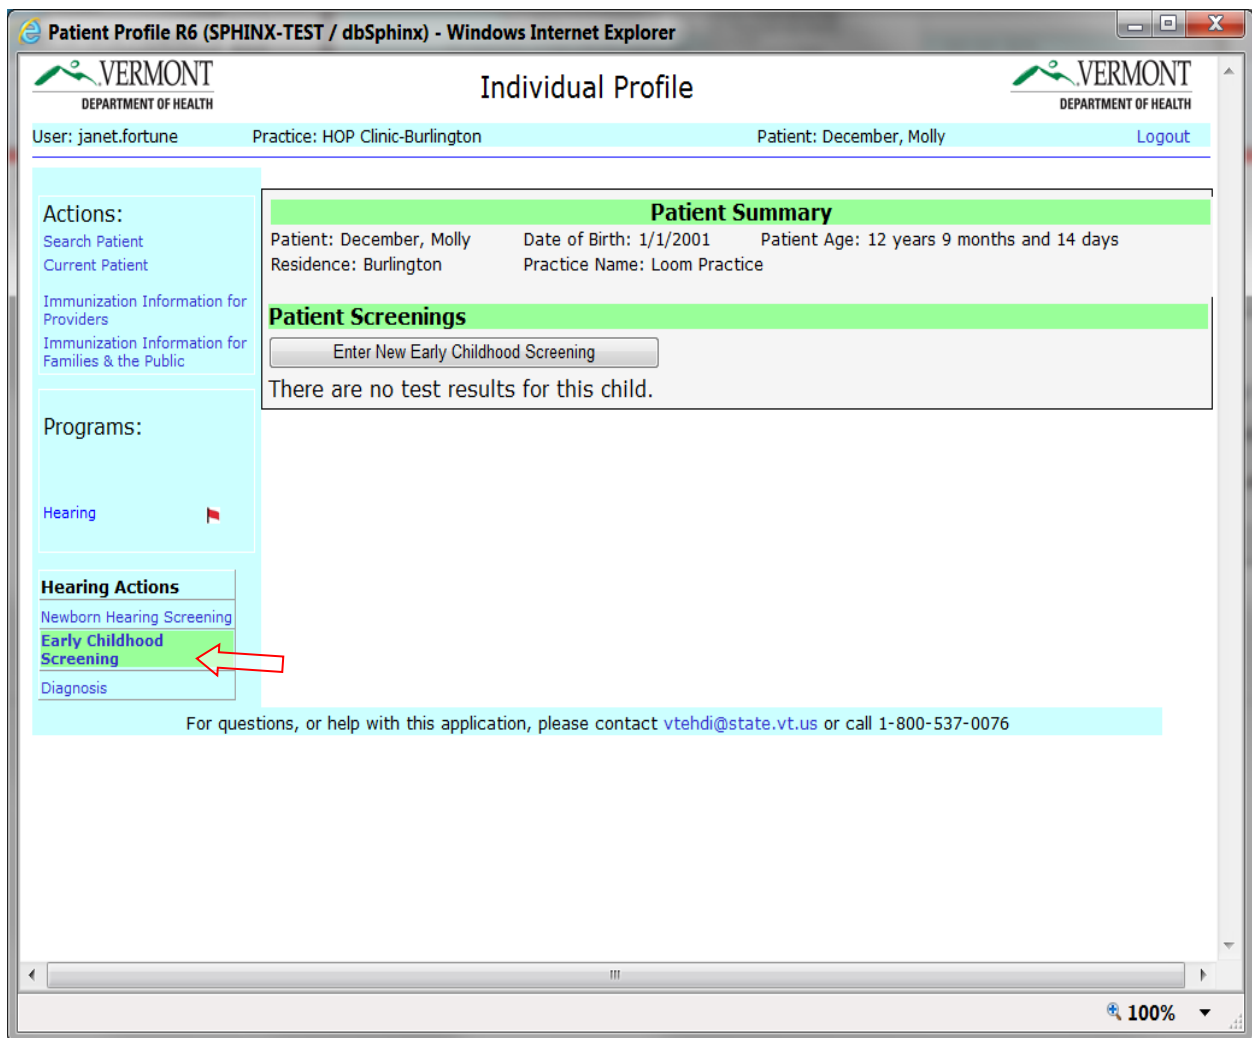 Patient Profile R6 (SPHINX-TEST / dbSphinx) - Windows Internet Explorer
VERMONT
DEPARTMENT OF HEALTH
Individual Profile
VERMONT
DEPARTMENT OF HEALTH
User: janet.fortune Practice: HOP Clinic-Burlington Patient: December, Molly Logout
Actions:
Search Patient
Current Patient
Immunization Information for
Providers
Immunization Information for
Families & the Public
Programs:
Hearing
Hearing Actions
Newborn Hearing Screening
Early Childhood
Screening
Diagnosis
Patient Summary
Patient: December, Molly Date of Birth: 1/1/2001 Patient Age: 12 years 9 months and 14 days
Residence: Burlington Practice Name: Loom Practice
Patient Screenings
Enter New Early Childhood Screening
There are no test results for this child.
For questions, or help with this application, please contact vtehdi@state.vt.us or call 1-800-537-0076
100%